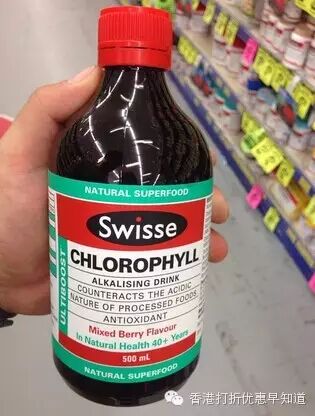 NATURAL SUPERFOOD
Swisse
ULTIBOOST
CHLOROPHYLL
ALKALISING DRINK
COUNTERACTS THE ACIDIC
NATURE OF PROCESSED FOODS
ANTIOXIDANT
Mixed Berry Flavour
In Natural Health 40+ Years
500 mL
NATURAL SUPERFOOD
香港打折优惠早知道